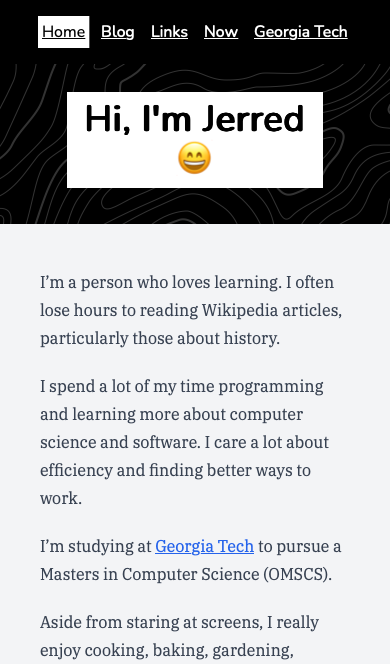 Home Blog Links Now Georgia Tech
Hi, I'm Jerred
😄
I’m a person who loves learning. I often
lose hours to reading Wikipedia articles,
particularly those about history.
I spend a lot of my time programming
and learning more about computer
science and software. I care a lot about
efficiency and finding better ways to
work.
I’m studying at Georgia Tech to pursue a
Masters in Computer Science (OMSCS).
Aside from staring at screens, I really
enjoy cooking, baking, gardening,